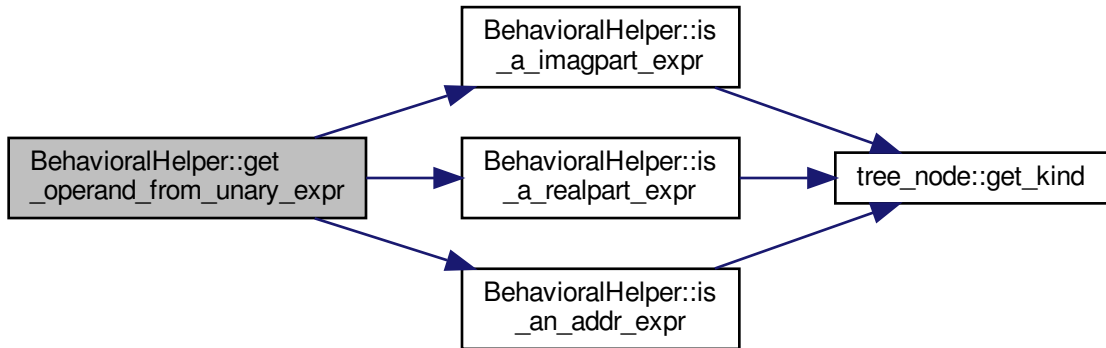 BehavioralHelper::get
_operand_from_unary_expr
BehavioralHelper::is
_a_imagpart_expr
BehavioralHelper::is
_a_realpart_expr
BehavioralHelper::is
_an_addr_expr
tree_node::get_kind